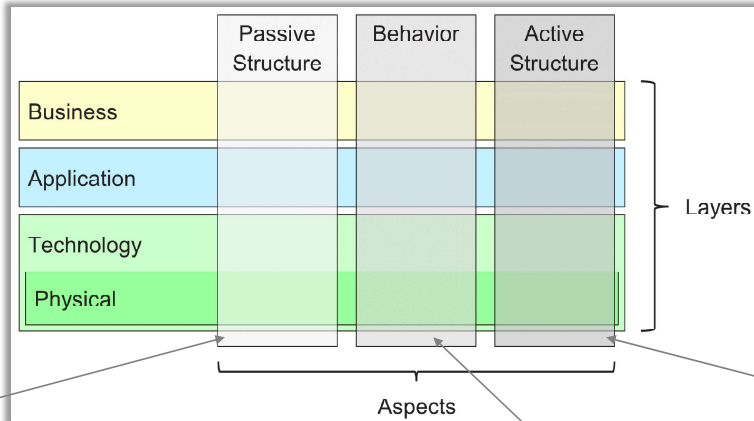 Passive
Structure
Behavior
Active
Structure
Business
Application
Layers
Technology
Physical
Aspects